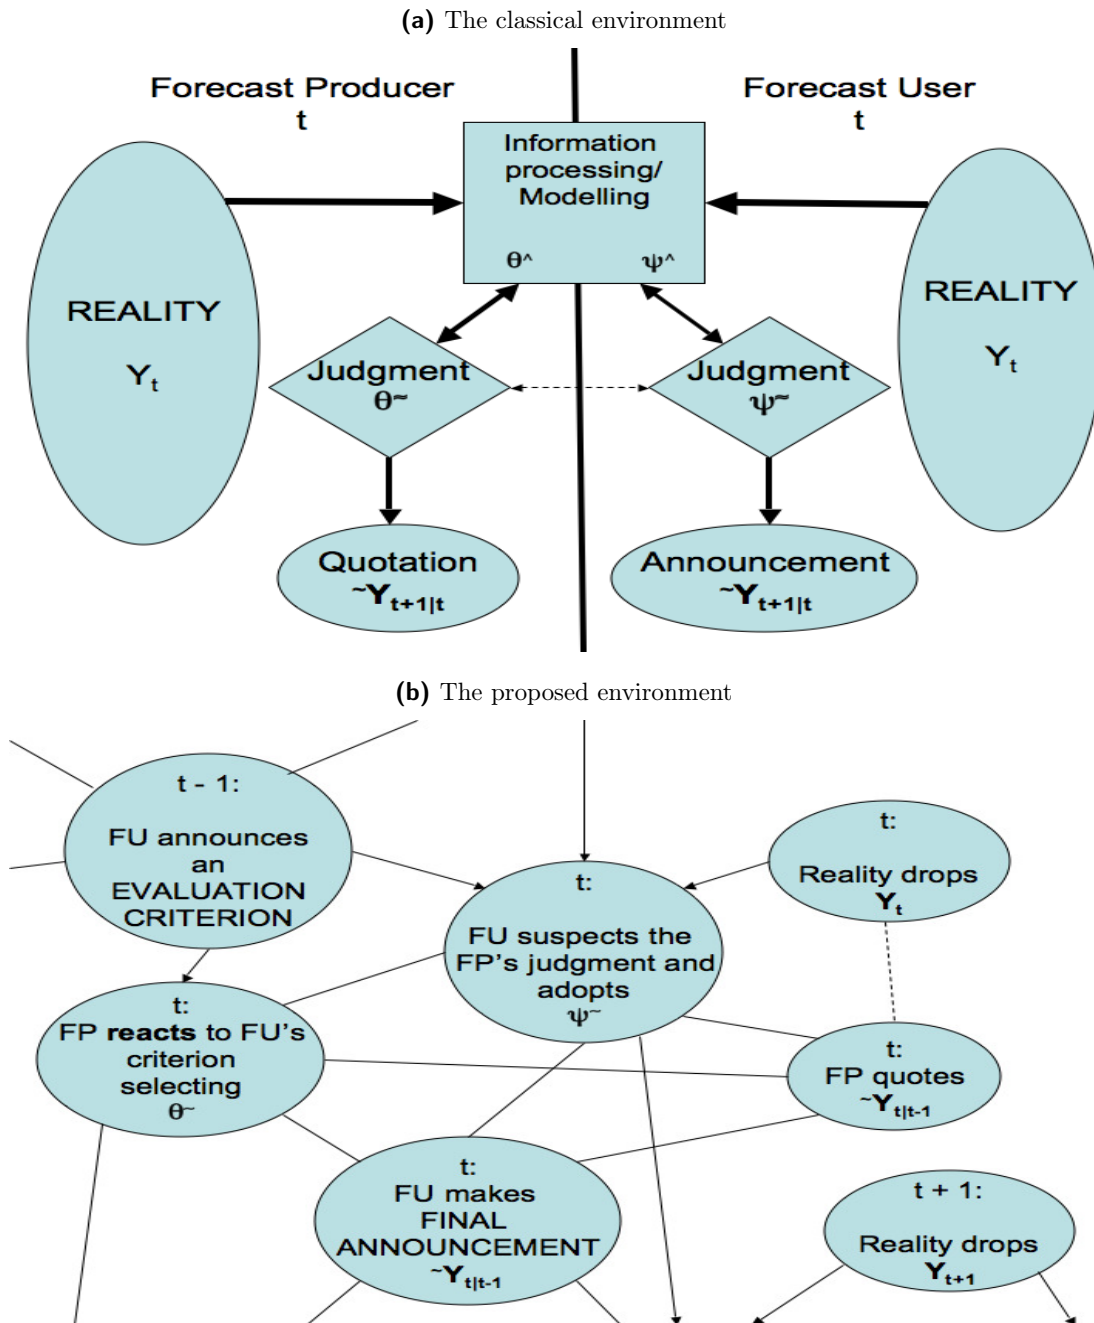 (a) The classical environment
Forecast Producer
t
Forecast User
t
Information
processing/
Modelling
θ^ ψ^
REALITY
Yt
REALITY
Yt
Judgment
θ~
Judgment
ψ~
Quotation
~Yt+1|t
Announcement
~Yt+1|t
(b) The proposed environment
t - 1:
FU announces
an
EVALUATION
CRITERION
t:
Reality drops
Yt
t:
FU suspects the
FP's judgment and
adopts
ψ~
t:
FP reacts to FU's
criterion
selecting
θ~
t:
FP quotes
~Yt|t-1
t:
FU makes
FINAL
ANNOUNCEMENT
~Yt|t-1
t + 1:
Reality drops
Yt+1